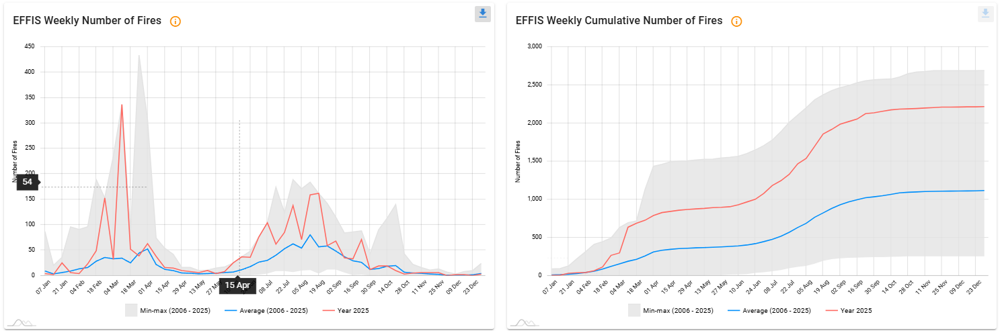 EFFIS Weekly Number of Fires
450
400
350
300
250
200
150
100
50
0
Number of Fires
54
07 Jan
21 Jan
04 Feb
18 Feb
04 Mar
18 Mar
01 Apr
15 Apr
29 Apr
13 May
27 May
15 Apr
08 Jul
22 Jul
05 Aug
19 Aug
02 Sep
16 Sep
30 Sep
14 Oct
28 Oct
11 Nov
25 Nov
09 Dec
23 Dec
Min-max (2006 - 2025)
Average (2006 - 2025)
Year 2025
EFFIS Weekly Cumulative Number of Fires
3,000
2,500
2,000
1,500
1,000
500
0
Number of Fires
07 Jan
21 Jan
04 Feb
18 Feb
04 Mar
18 Mar
01 Apr
15 Apr
29 Apr
13 May
27 May
10 Jun
24 Jun
08 Jul
22 Jul
05 Aug
19 Aug
02 Sep
16 Sep
30 Sep
14 Oct
28 Oct
11 Nov
25 Nov
09 Dec
23 Dec
Min-max (2006 - 2025)
Average (2006 - 2025)
Year 2025